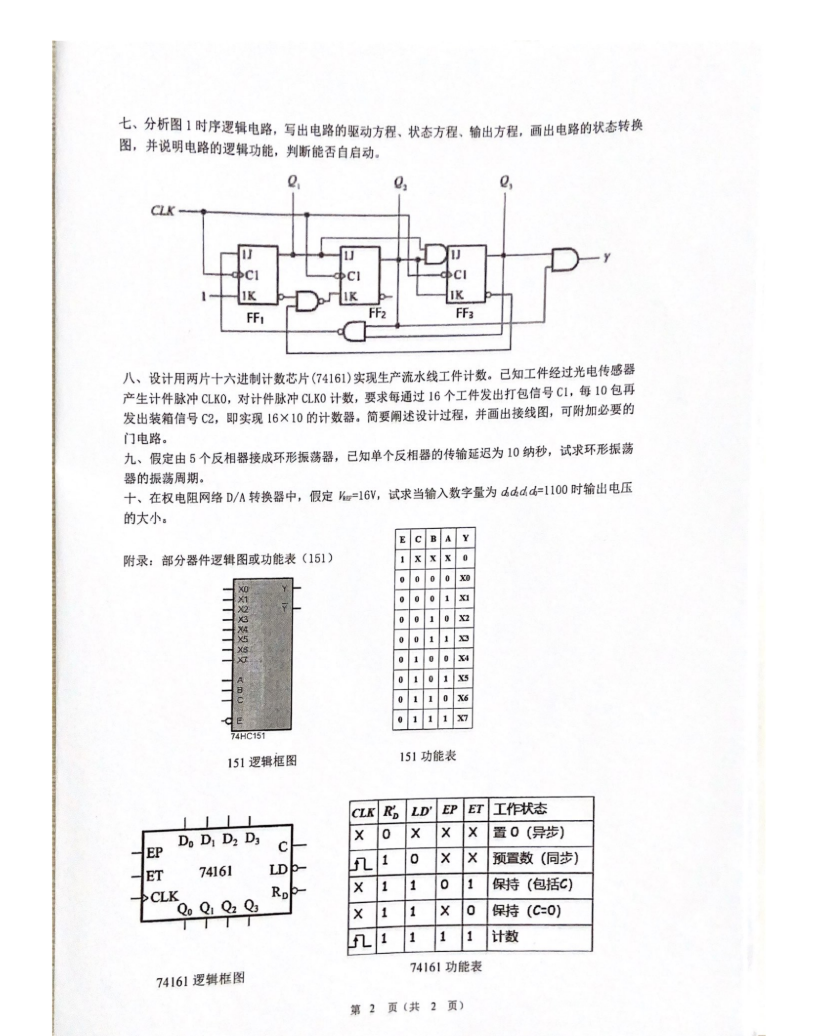 七、分析图1时序逻辑电路，写出电路的驱动方程、状态方程、输出方程，画出电路的状态转换
图，并说明电路的逻辑功能，判断能否自启动。
Q₁ Q₂ Q₃
CLK
1J 1J 1J
C1 C1 C1
Y
1 1K 1K 1K
FF₁ FF₂ FF₃
八、设计用两片十六进制计数芯片(74161)实现生产流水线工件计数。已知工件经过光电传感器
产生计件脉冲 CLK0，对计件脉冲 CLK0 计数，要求每通过 16 个工件发出打包信号 C1，每 10 包再
发出装箱信号 C2，即实现 16×10 的计数器。简要阐述设计过程，并画出接线图，可附加必要的
门电路。
九、假定由 5 个反相器接成环形振荡器，已知单个反相器的传输延迟为 10 纳秒，试求环形振荡
器的振荡周期。
十、在权电阻网络 D/A 转换器中，假定 =16V，试求当输入数字量为 =1100 时输出电压
的大小。
附录：部分器件逻辑图或功能表（151）
X0 Y
X1
X2 Y̅
X3
X4
X5
X6
X7
A
B
C
E
74HC151
151 逻辑框图
E C B A Y
1 X X X 0
0 0 0 0 X0
0 0 0 1 X1
0 0 1 0 X2
0 0 1 1 X3
0 1 0 0 X4
0 1 0 1 X5
0 1 1 0 X6
0 1 1 1 X7
151 功能表
D₀ D₁ D₂ D₃
EP C
ET 74161 LD
CLK R_D
Q₀ Q₁ Q₂ Q₃
74161 逻辑框图
CLK R'_D LD' EP ET 工作状态
X 0 X X X 置 0（异步）
1 0 X X 预置数（同步）
X 1 1 0 1 保持（包括C）
X 1 1 X 0 保持（C=0）
1 1 1 1 计数
74161 功能表
第 2 页（共 2 页）